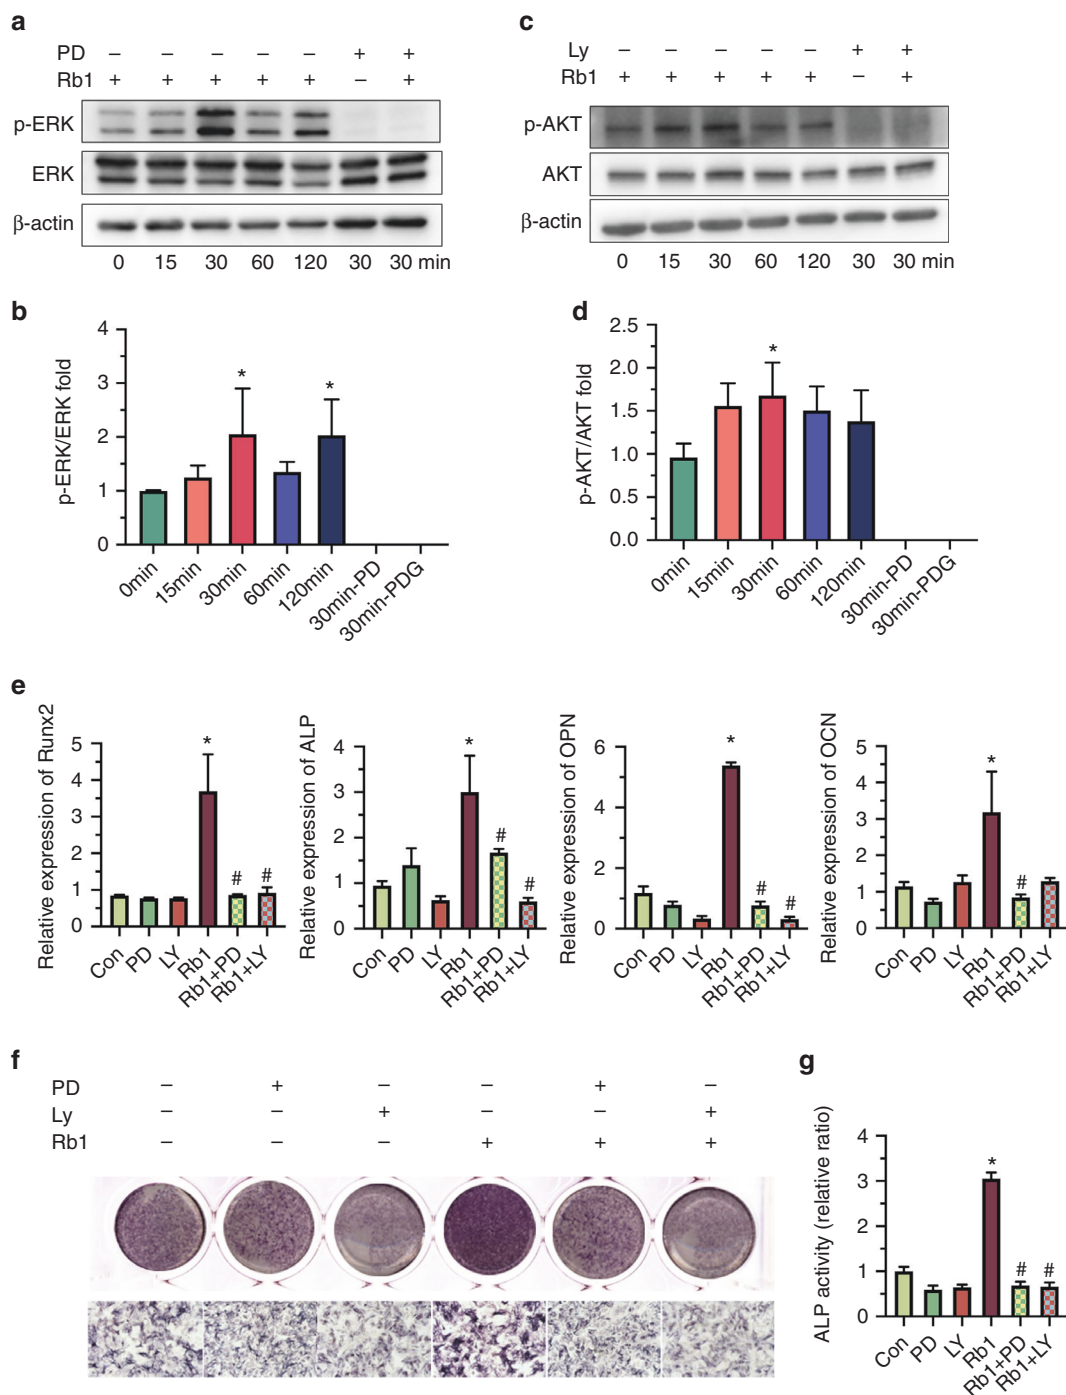 a
PD – – – – – + +
Rb1 + + + + + – +
p-ERK
ERK
β-actin
0 15 30 60 120 30 30 min
c
Ly – – – – – + +
Rb1 + + + + + – +
p-AKT
AKT
β-actin
0 15 30 60 120 30 30 min
b
p-ERK/ERK fold
4
3
2
1
0
* *
0min 15min 30min 60min 120min 30min-PD 30min-PDG
d
p-AKT/AKT fold
2.5
2.0
1.5
1.0
0.5
0.0
*
0min 15min 30min 60min 120min 30min-PD 30min-PDG
e
Relative expression of Runx2
5
4
3
2
1
0
* # #
Con PD LY Rb1 Rb1+PD Rb1+LY
Relative expression of ALP
4
3
2
1
0
* # #
Con PD LY Rb1 Rb1+PD Rb1+LY
Relative expression of OPN
6
4
2
0
* # #
Con PD LY Rb1 Rb1+PD Rb1+LY
Relative expression of OCN
5
4
3
2
1
0
* #
Con PD LY Rb1 Rb1+PD Rb1+LY
f
PD – + – – + –
Ly – – + – – +
Rb1 – – – + + +
g
ALP activity (relative ratio)
4
3
2
1
0
* # #
Con PD LY Rb1 Rb1+PD Rb1+LY